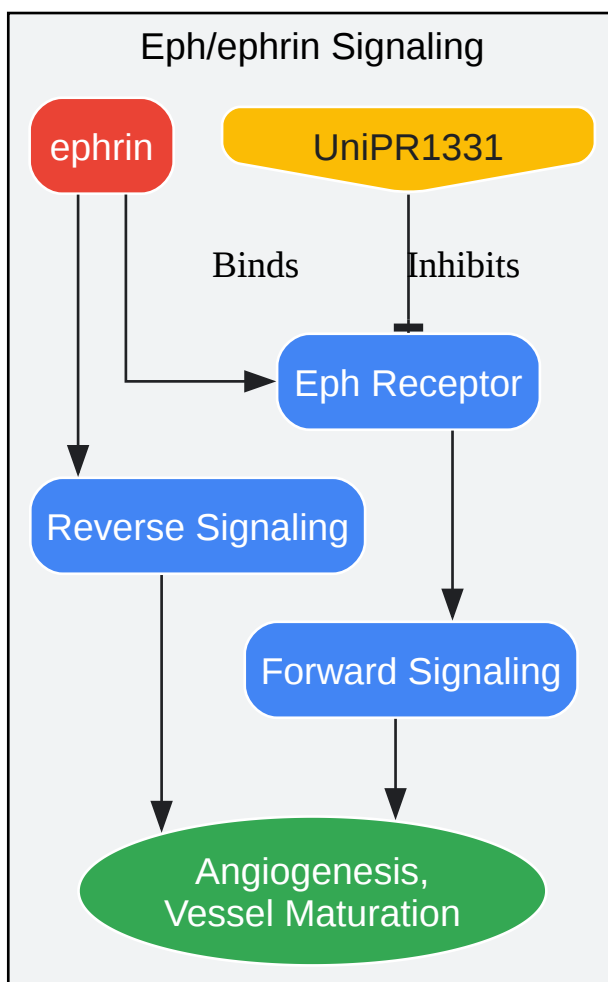 Eph/ephrin Signaling
ephrin
UniPR1331
Binds
Inhibits
Eph Receptor
Reverse Signaling
Forward Signaling
Angiogenesis,
Vessel Maturation